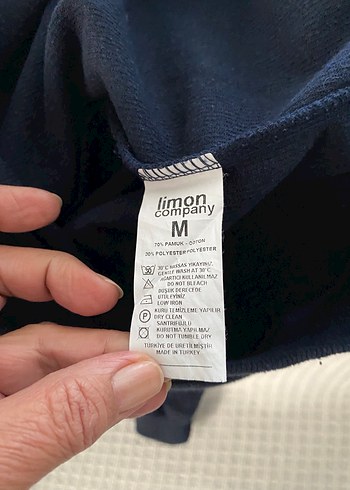 limon
company
M
70% PAMUK - COTTON
30% POLYESTER POLYESTER
30°C HASSAS YIKAYINIZ
GENTLE WASH AT 30°C
AĞARTICI KULLANILMAZ
DO NOT BLEACH
DÜŞÜK DERECEDE
ÜTÜLEYİNİZ
LOW IRON
KURU TEMİZLEME YAPILIR
P DRY CLEAN
SANTRİFÜJLÜ
KURUTMA YAPILMAZ
DO NOT TUMBLE DRY
TÜRKİYE'DE ÜRETİLMİŞTİR
MADE IN TURKEY